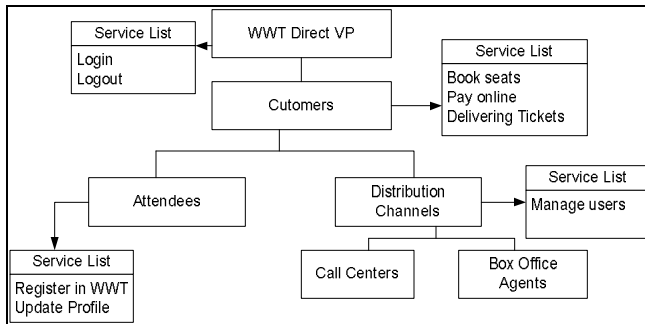 Service List
Login
Logout
WWT Direct VP
Service List
Book seats
Pay online
Delivering Tickets
Cutomers
Attendees
Distribution
Channels
Service List
Manage users
Service List
Register in WWT
Update Profile
Call Centers
Box Office
Agents